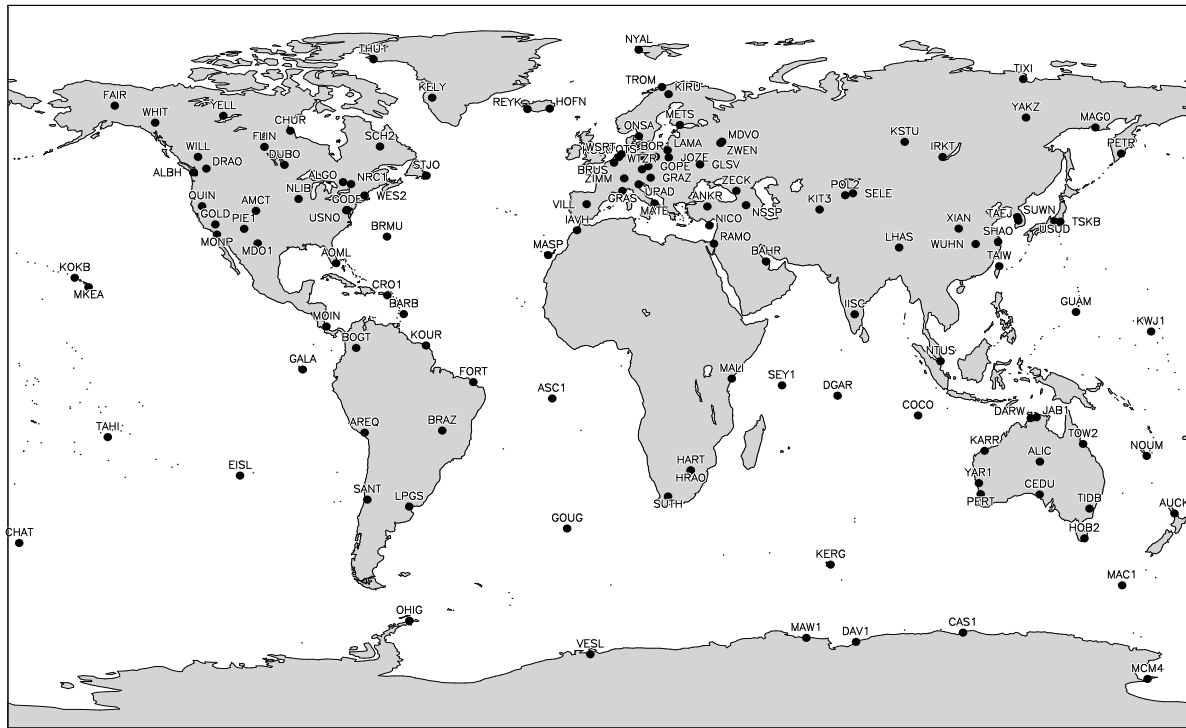 NYAL
THU1
TIXI
TROM
KIRU
KELY
FAIR
REYK
HOFN
YELL
WHIT
YAKZ
MAG0
METS
CHUR
ONSA
MDVO
SCH2
FLIN
KSTU
PETR
LAMA
ZWEN
IRKT
WSRT
BOR
WILL
DUBO
DRAO
WTZR
JOZE
GLSV
GOPE
STJO
BRUS
ALBH
ALGO
NRC1
ZIMM
GRAZ
ZECK
POL2
SELE
NLIB
WES2
UPAD
KIT3
QUIN
AMCT
GODE
VILL
GRAS
MATE
ANKR
NSSP
GOLD
PIE1
USNO
IAVH
NICO
XIAN
TAEJ
SUWN
TSKB
USUD
BRMU
MONP
MDO1
MASP
RAMO
BAHR
LHAS
WUHN
SHAO
AOML
TAIW
KOKB
MKEA
CRO1
BARB
IISC
GUAM
MOIN
KWJ1
BOGT
KOUR
GALA
FORT
MALI
NTUS
ASC1
SEY1
DGAR
COCO
DARW
JAB1
TAHI
AREQ
BRAZ
KARR
TOW2
NOUM
EISL
HART
HRAO
ALIC
YAR1
SANT
LPGS
SUTH
PERT
CEDU
TIDB
GOUG
AUCK
CHAT
HOB2
KERG
MAC1
OHIG
MAW1
DAV1
CAS1
VESL
MCM4